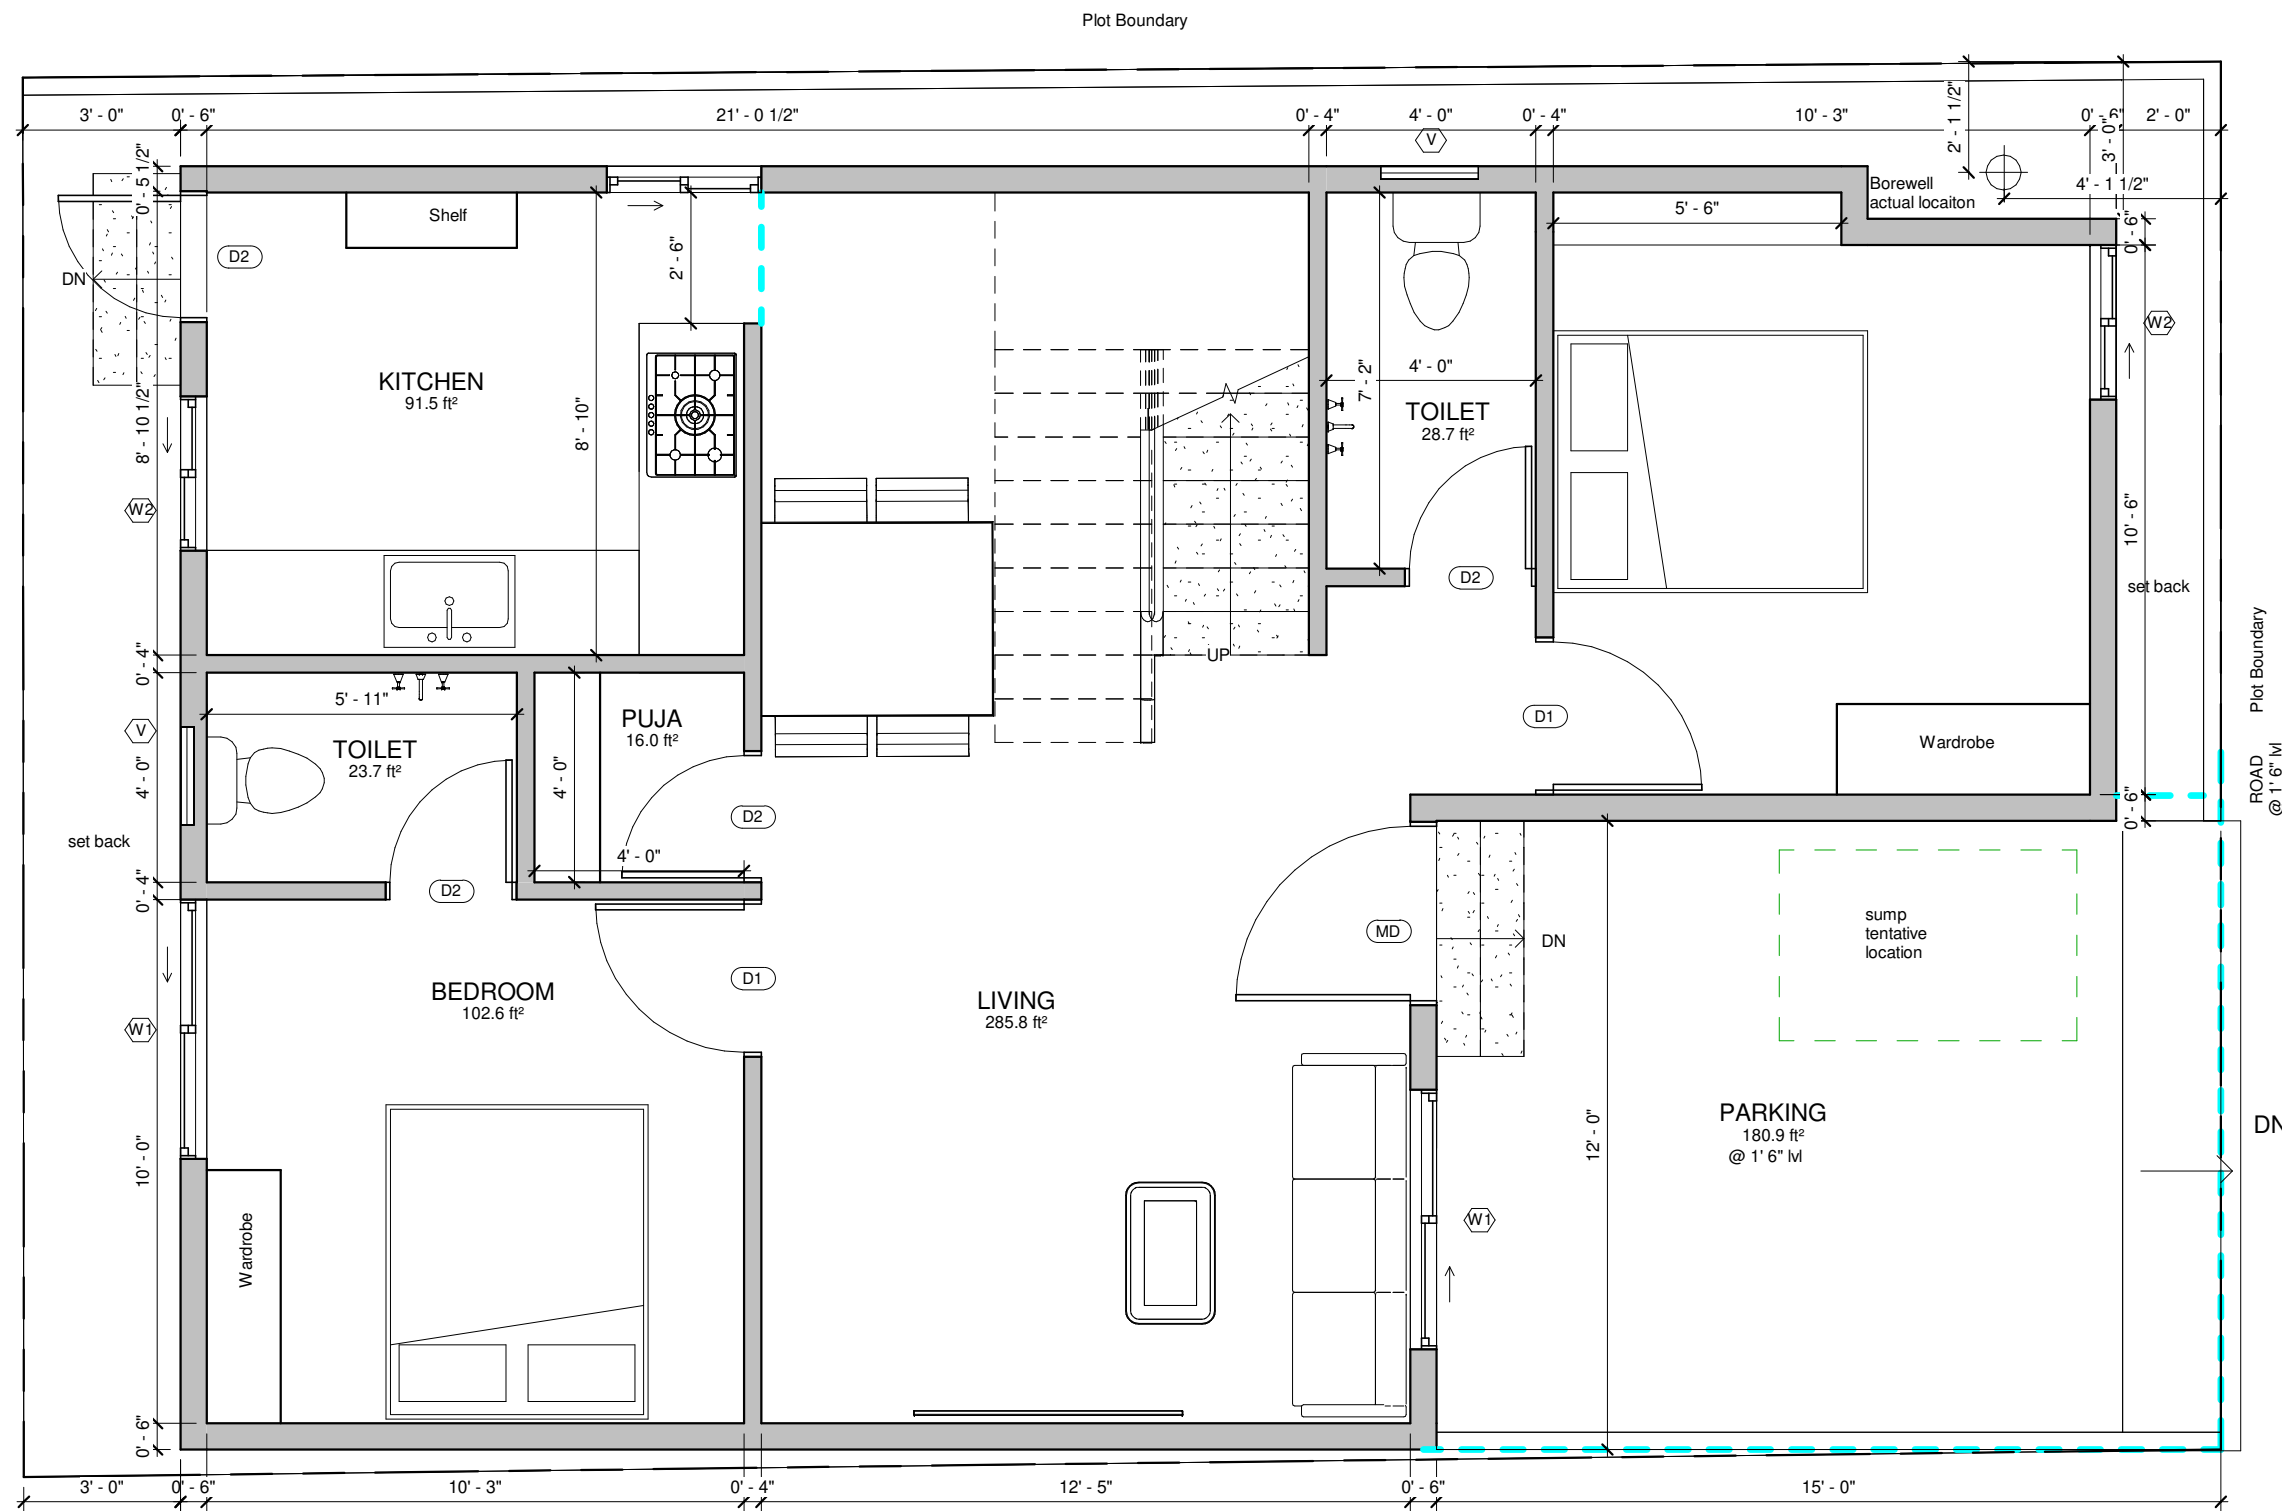 Plot Boundary
3' - 0"
0' - 6"
21' - 0 1/2"
0' - 4"
4' - 0"
0' - 4"
10' - 3"
0' - 6"
2' - 0"
2' - 1 1/2"
3' - 0"
V
0' - 5 1/2"
Borewell
actual locaiton
4' - 1 1/2"
Shelf
5' - 6"
0' - 6"
D2
2' - 6"
DN
W2
KITCHEN
91.5 ft²
8' - 10"
8' - 10 1/2"
7' - 2"
4' - 0"
TOILET
28.7 ft²
W2
10' - 6"
D2
set back
UP
0' - 4"
5' - 11"
PUJA
16.0 ft²
D1
Wardrobe
Plot Boundary
V
TOILET
23.7 ft²
4' - 0"
4' - 0"
ROAD
@ 1' 6" lvl
D2
0' - 6"
set back
4' - 0"
0' - 4"
D2
MD
DN
sump
tentative
location
D1
BEDROOM
102.6 ft²
LIVING
285.8 ft²
W1
PARKING
180.9 ft²
@ 1' 6" lvl
DN
12' - 0"
10' - 0"
Wardrobe
W1
0' - 6"
3' - 0"
0' - 6"
10' - 3"
0' - 4"
12' - 5"
0' - 6"
15' - 0"